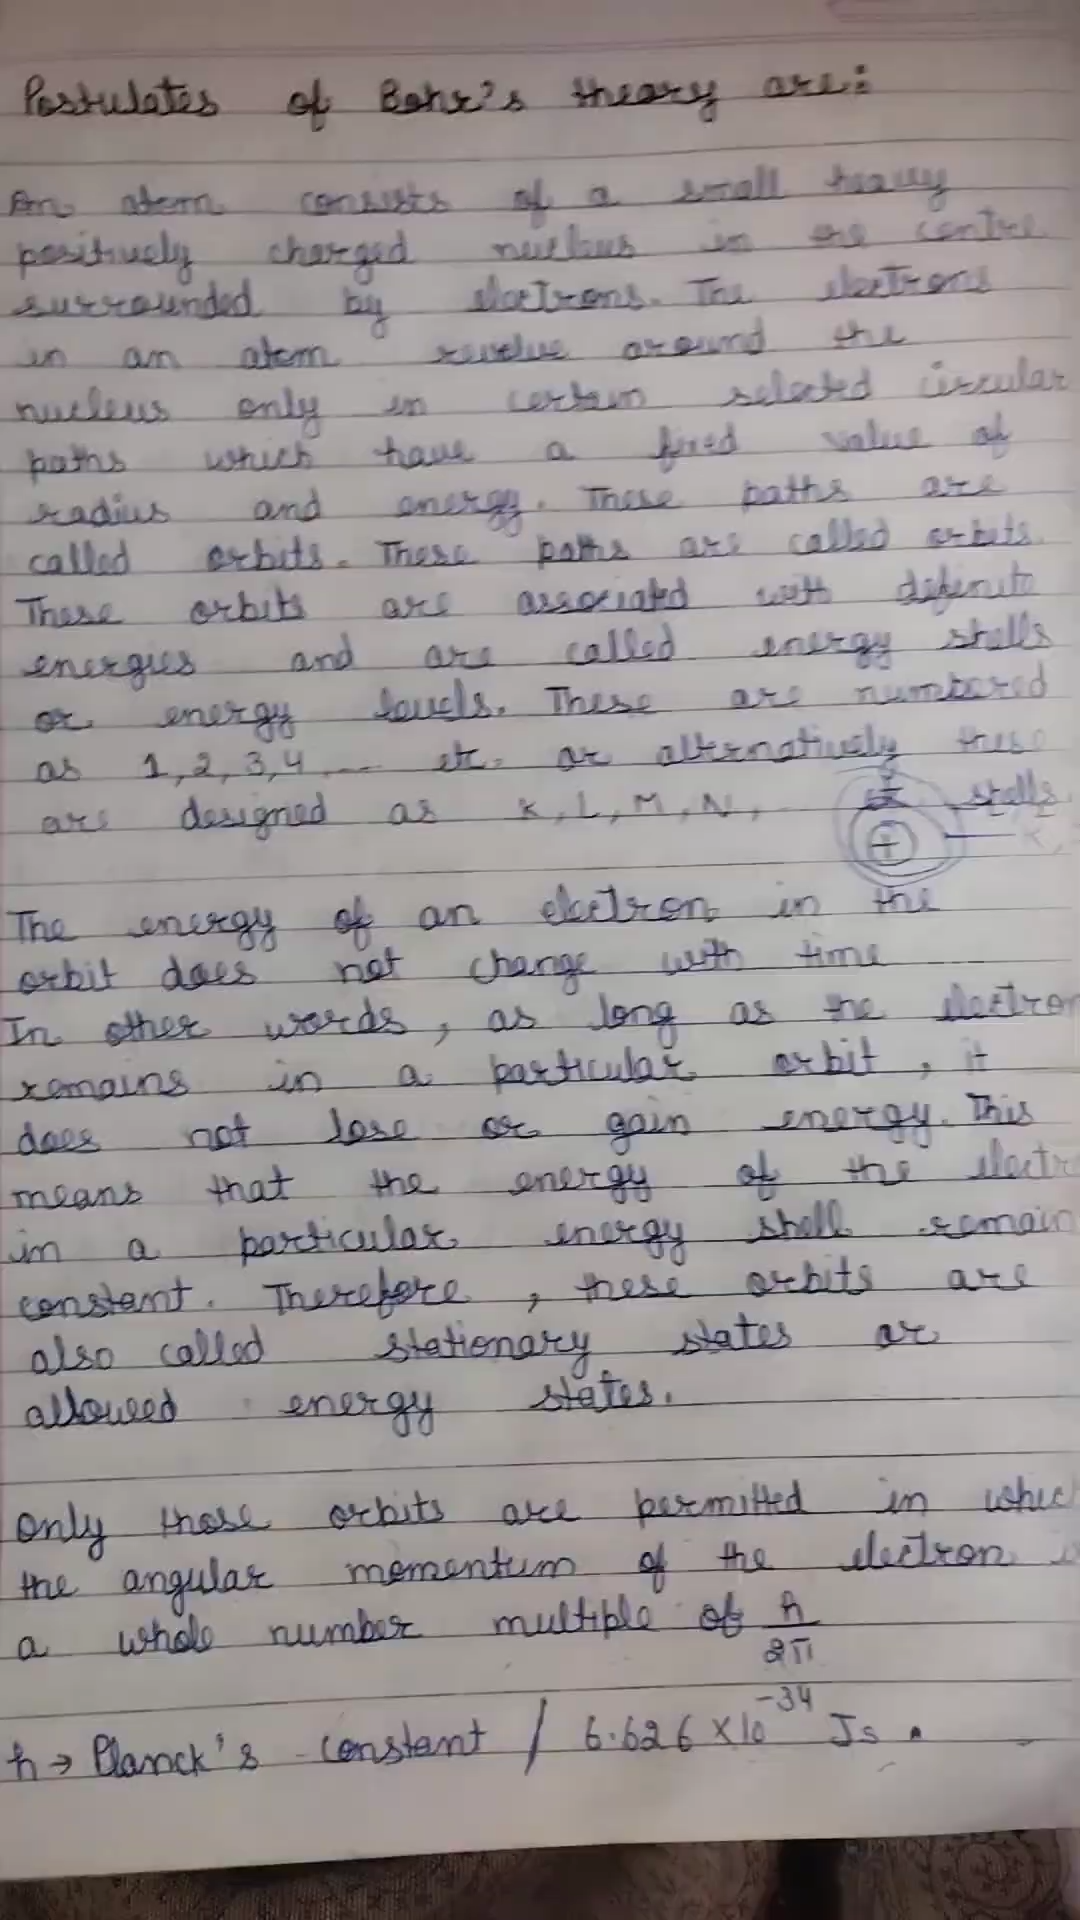 Postulates of Bohr's theory are:
An atom consists of a small heavy
positively charged nucleus in the centre
surrounded by electrons. The electrons
in an atom revolve around the
nucleus only in certain selected circular
paths which have a fixed value of
radius and energy. These paths are
called orbits. These paths are called orbits.
These orbits are associated with definite
energies and are called energy shells
or energy levels. These are numbered
as 1, 2, 3, 4 .... etc. or alternatively these
are designed as K, L, M, N, shells
+
The energy of an electron in the
orbit does not change with time
In other words, as long as the electron
remains in a particular orbit, it
does not lose or gain energy. This
means that the energy of the electr
in a particular energy shell remain
constant. Therefore, these orbits are
also called stationary states or
allowed energy states.
Only those orbits are permitted in which
the angular momentum of the electron
a whole number multiple of h/2π
h → Planck's constant / 6.626 × 10⁻³⁴ Js.